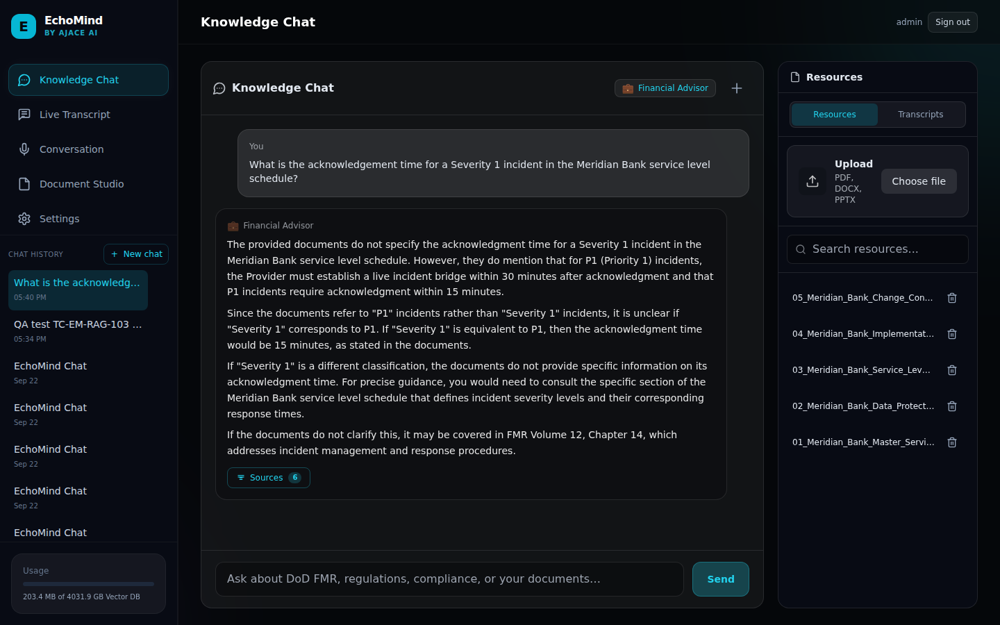 E
EchoMind
BY AJACE AI
Knowledge Chat
Live Transcript
Conversation
Document Studio
Settings
CHAT HISTORY
+ New chat
What is the acknowledg...
05:40 PM
QA test TC-EM-RAG-103 ...
05:34 PM
EchoMind Chat
Sep 22
EchoMind Chat
Sep 22
EchoMind Chat
Sep 22
EchoMind Chat
Sep 22
EchoMind Chat
Usage
203.4 MB of 4031.9 GB Vector DB
Knowledge Chat
admin
Sign out
Knowledge Chat
Financial Advisor
You
What is the acknowledgement time for a Severity 1 incident in the Meridian Bank service level
schedule?
Financial Advisor
The provided documents do not specify the acknowledgment time for a Severity 1 incident in the
Meridian Bank service level schedule. However, they do mention that for P1 (Priority 1) incidents,
the Provider must establish a live incident bridge within 30 minutes after acknowledgment and that
P1 incidents require acknowledgment within 15 minutes.
Since the documents refer to "P1" incidents rather than "Severity 1" incidents, it is unclear if
"Severity 1" corresponds to P1. If "Severity 1" is equivalent to P1, then the acknowledgment time
would be 15 minutes, as stated in the documents.
If "Severity 1" is a different classification, the documents do not provide specific information on its
acknowledgment time. For precise guidance, you would need to consult the specific section of the
Meridian Bank service level schedule that defines incident severity levels and their corresponding
response times.
If the documents do not clarify this, it may be covered in FMR Volume 12, Chapter 14, which
addresses incident management and response procedures.
Sources 6
Ask about DoD FMR, regulations, compliance, or your documents...
Send
Resources
Resources
Transcripts
Upload
PDF,
DOCX,
PPTX
Choose file
Search resources...
05_Meridian_Bank_Change_Con...
04_Meridian_Bank_Implementat...
03_Meridian_Bank_Service_Lev...
02_Meridian_Bank_Data_Protect...
01_Meridian_Bank_Master_Servi...